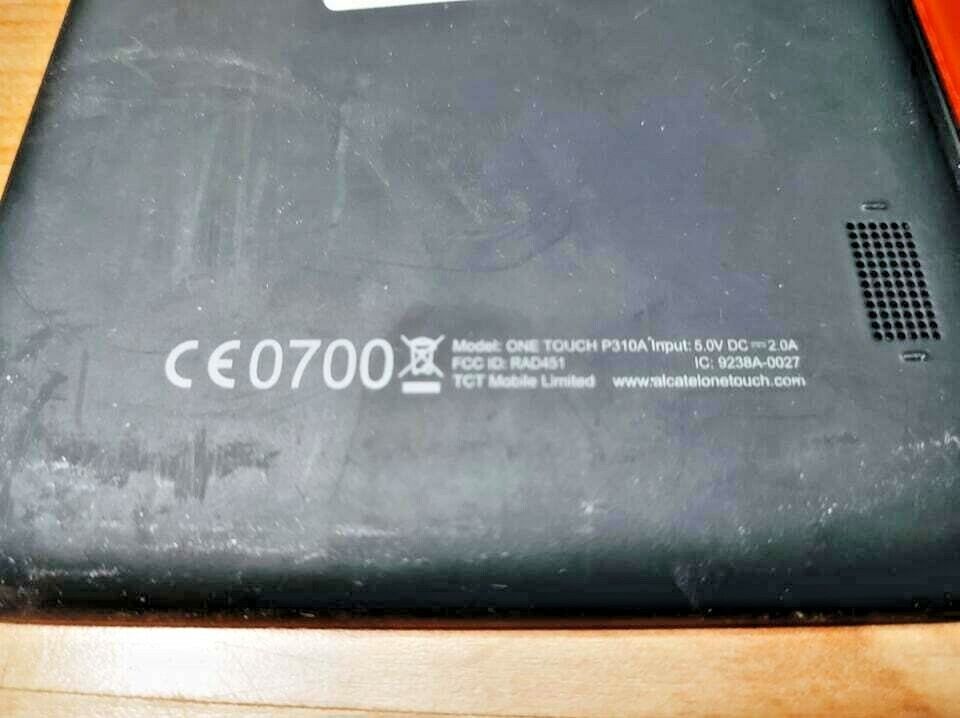 CE0700
Model: ONE TOUCH P310A Input: 5.0V DC ⎓ 2.0A
FCC ID: RAD451 IC: 9238A-0027
TCT Mobile Limited www.alcatelonetouch.com